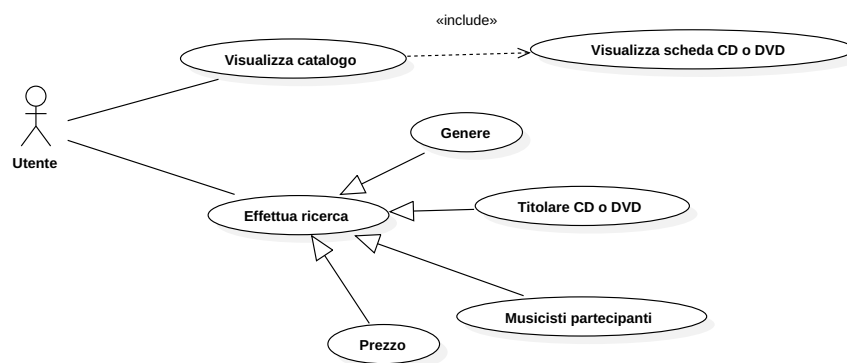 «include»
Visualizza catalogo
Visualizza scheda CD o DVD
Genere
Utente
Titolare CD o DVD
Effettua ricerca
Musicisti partecipanti
Prezzo